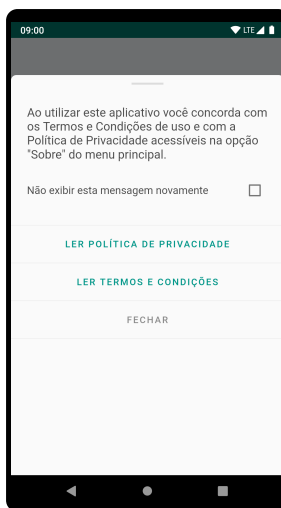 09:00 LTE
Ao utilizar este aplicativo você concorda com
os Termos e Condições de uso e com a
Política de Privacidade acessíveis na opção
"Sobre" do menu principal.
Não exibir esta mensagem novamente
LER POLÍTICA DE PRIVACIDADE
LER TERMOS E CONDIÇÕES
FECHAR